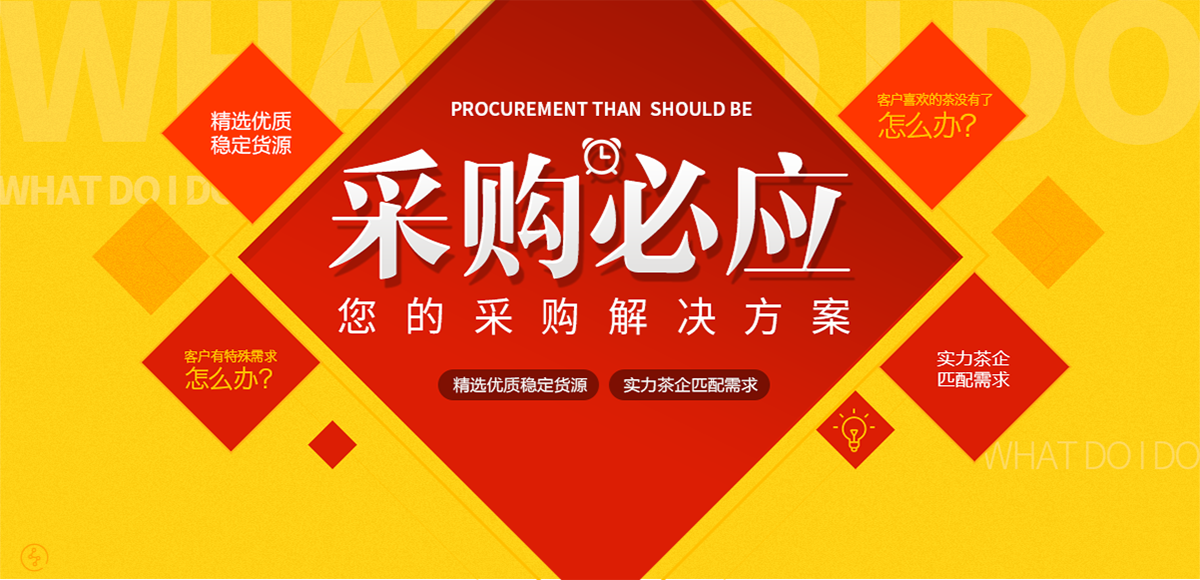 WHAT DO I DO
精选优质
稳定货源
客户喜欢的茶没有了
怎么办?
PROCUREMENT THAN SHOULD BE
采购必应
WHAT DO I DO
您的采购解决方案
客户有特殊需求
怎么办?
实力茶企
匹配需求
精选优质稳定货源
实力茶企匹配需求
WHAT DO I DO